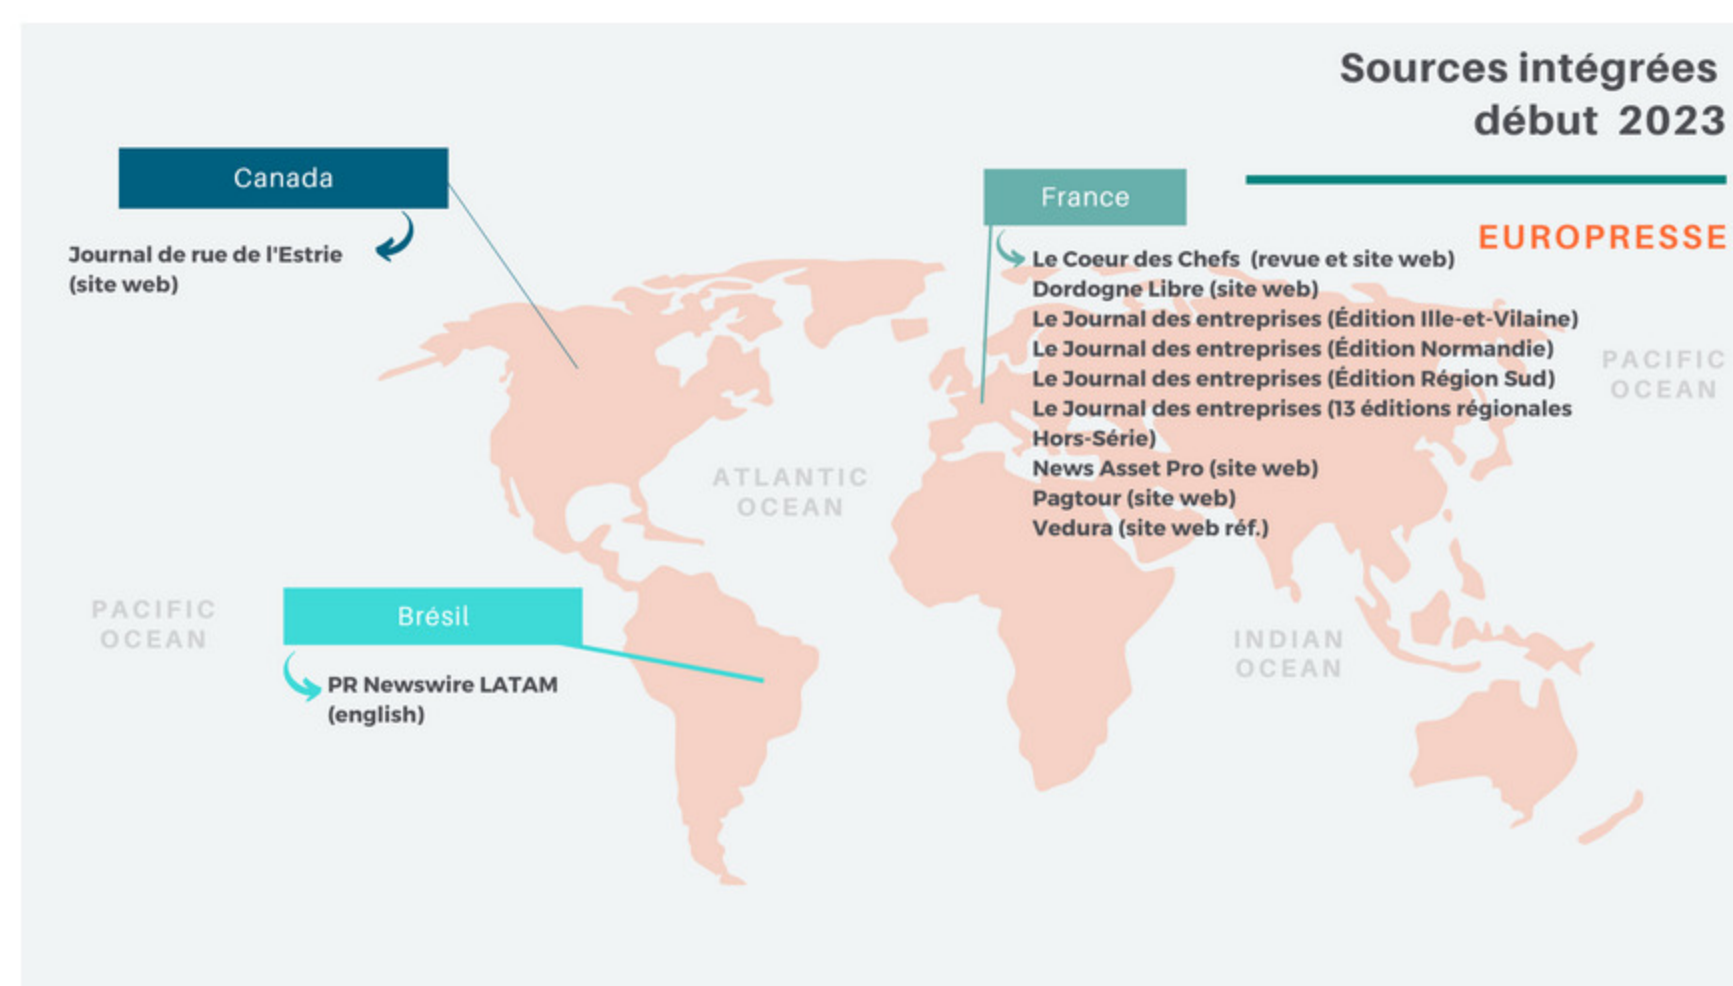 Sources intégrées
début 2023
EUROPRESSE
Canada
Journal de rue de l'Estrie
(site web)
France
Le Coeur des Chefs (revue et site web)
Dordogne Libre (site web)
Le Journal des entreprises (Édition Ille-et-Vilaine)
Le Journal des entreprises (Édition Normandie)
Le Journal des entreprises (Édition Région Sud)
Le Journal des entreprises (13 éditions régionales
Hors-Série)
News Asset Pro (site web)
Pagtour (site web)
Vedura (site web réf.)
PACIFIC
OCEAN
ATLANTIC
OCEAN
PACIFIC
OCEAN
Brésil
PR Newswire LATAM
(english)
INDIAN
OCEAN